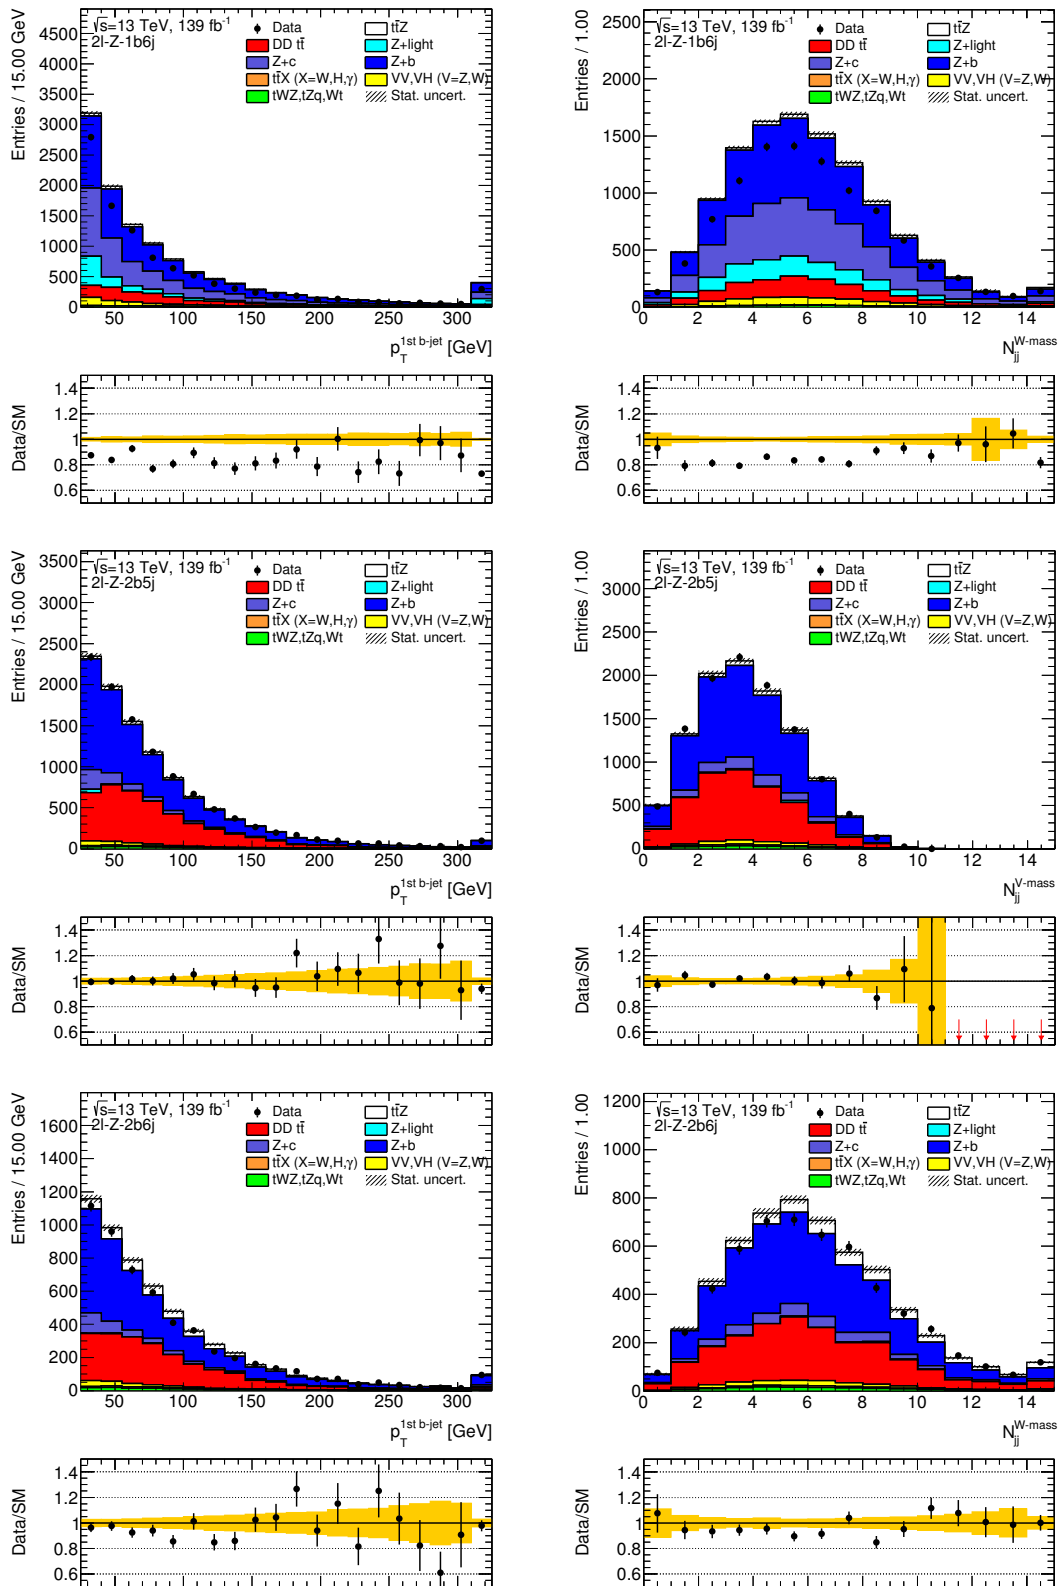 Entries / 15.00 GeV
4500
4000
3500
3000
2500
2000
1500
1000
500
0
√s=13 TeV, 139 fb⁻¹
2l-Z-1b6j
Data
tt̄Z
DD tt̄
Z+light
Z+c
Z+b
tt̄X (X=W,H,γ)
VV,VH (V=Z,W)
tWZ,tZq,Wt
Stat. uncert.
50 100 150 200 250 300
p_T^{1st b-jet} [GeV]
Data/SM
1.4
1.2
1
0.8
0.6
Entries / 1.00
2500
2000
1500
1000
500
0
√s=13 TeV, 139 fb⁻¹
2l-Z-1b6j
Data
tt̄Z
DD tt̄
Z+light
Z+c
Z+b
tt̄X (X=W,H,γ)
VV,VH (V=Z,W)
tWZ,tZq,Wt
Stat. uncert.
0 2 4 6 8 10 12 14
N_{jj}^{W-mass}
Data/SM
1.4
1.2
1
0.8
0.6
Entries / 15.00 GeV
3500
3000
2500
2000
1500
1000
500
0
√s=13 TeV, 139 fb⁻¹
2l-Z-2b5j
Data
tt̄Z
DD tt̄
Z+light
Z+c
Z+b
tt̄X (X=W,H,γ)
VV,VH (V=Z,W)
tWZ,tZq,Wt
Stat. uncert.
50 100 150 200 250 300
p_T^{1st b-jet} [GeV]
Data/SM
1.4
1.2
1
0.8
0.6
Entries / 1.00
3000
2500
2000
1500
1000
500
0
√s=13 TeV, 139 fb⁻¹
2l-Z-2b5j
Data
tt̄Z
DD tt̄
Z+light
Z+c
Z+b
tt̄X (X=W,H,γ)
VV,VH (V=Z,W)
tWZ,tZq,Wt
Stat. uncert.
0 2 4 6 8 10 12 14
N_{jj}^{V-mass}
Data/SM
1.4
1.2
1
0.8
0.6
Entries / 15.00 GeV
1600
1400
1200
1000
800
600
400
200
0
√s=13 TeV, 139 fb⁻¹
2l-Z-2b6j
Data
tt̄Z
DD tt̄
Z+light
Z+c
Z+b
tt̄X (X=W,H,γ)
VV,VH (V=Z,W)
tWZ,tZq,Wt
Stat. uncert.
50 100 150 200 250 300
p_T^{1st b-jet} [GeV]
Data/SM
1.4
1.2
1
0.8
0.6
Entries / 1.00
1200
1000
800
600
400
200
0
√s=13 TeV, 139 fb⁻¹
2l-Z-2b6j
Data
tt̄Z
DD tt̄
Z+light
Z+c
Z+b
tt̄X (X=W,H,γ)
VV,VH (V=Z,W)
tWZ,tZq,Wt
Stat. uncert.
0 2 4 6 8 10 12 14
N_{jj}^{W-mass}
Data/SM
1.4
1.2
1
0.8
0.6